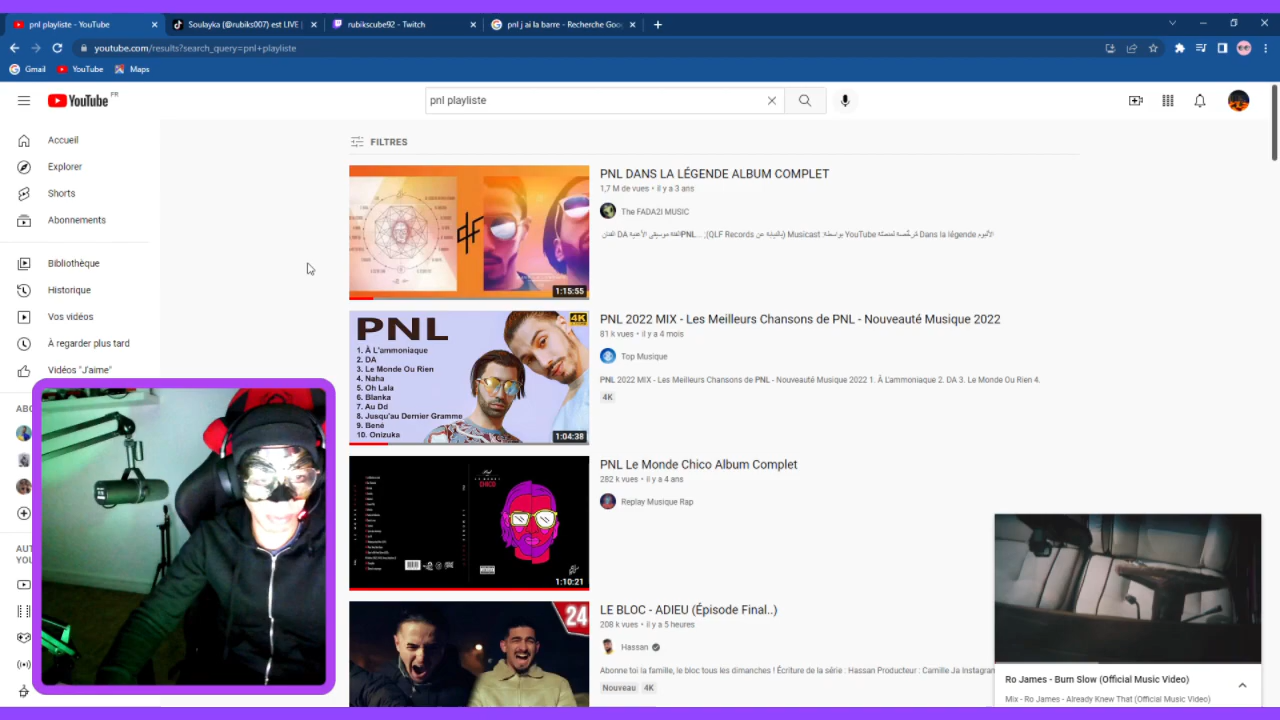 pnl playliste - YouTube
Soulayka (@rubiks007) est LIVE |
rubikscube92 - Twitch
pnl j ai la barre - Recherche Goo
youtube.com/results?search_query=pnl+playliste
Gmail
YouTube
Maps
YouTube FR
pnl playliste
Accueil
Explorer
Shorts
Abonnements
Bibliothèque
Historique
Vos vidéos
À regarder plus tard
Vidéos "J'aime"
FILTRES
1:15:55
PNL DANS LA LÉGENDE ALBUM COMPLET
1,7 M de vues • il y a 3 ans
The FADA2I MUSIC
PNL
4K
1. À L'ammoniaque
2. DA
3. Le Monde Ou Rien
4. Naha
5. Oh Lala
6. Blanka
7. Au Dd
8. Jusqu'au Dernier Gramme
9. Bené
10. Onizuka
1:04:38
PNL 2022 MIX - Les Meilleurs Chansons de PNL - Nouveauté Musique 2022
81 k vues • il y a 4 mois
Top Musique
PNL 2022 MIX - Les Meilleurs Chansons de PNL - Nouveauté Musique 2022 1. À L'ammoniaque 2. DA 3. Le Monde Ou Rien 4.
4K
CHICO
1:10:21
PNL Le Monde Chico Album Complet
282 k vues • il y a 4 ans
Replay Musique Rap
24
LE BLOC - ADIEU (Épisode Final..)
208 k vues • il y a 5 heures
Hassan
Abonne toi la famille, le bloc tous les dimanches ! Écriture de la série : Hassan Producteur : Camille Ja Instagran
Nouveau
4K
Ro James - Burn Slow (Official Music Video)
Mix - Ro James - Already Knew That (Official Music Video)
ABO
AUT
YOU